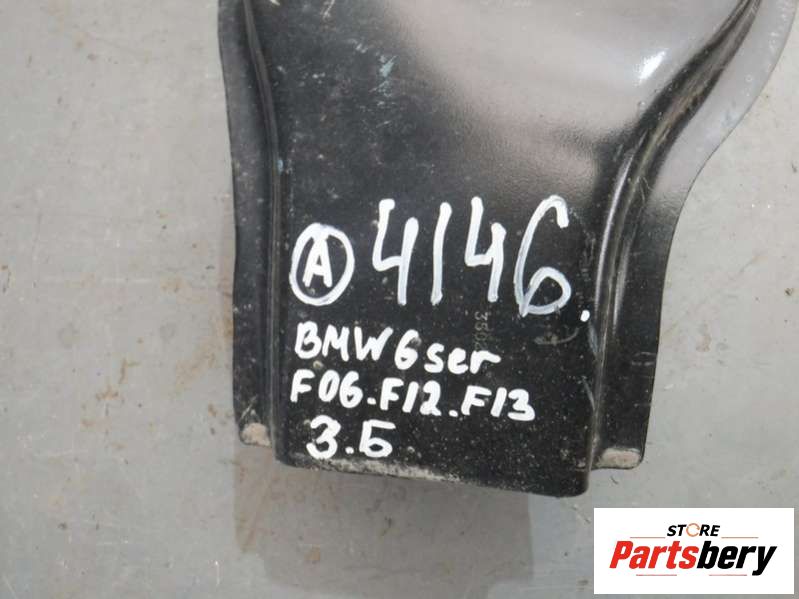 A 4146.
BMW 6 ser
F06.F12.F13
3.Б
STORE
Partsbery